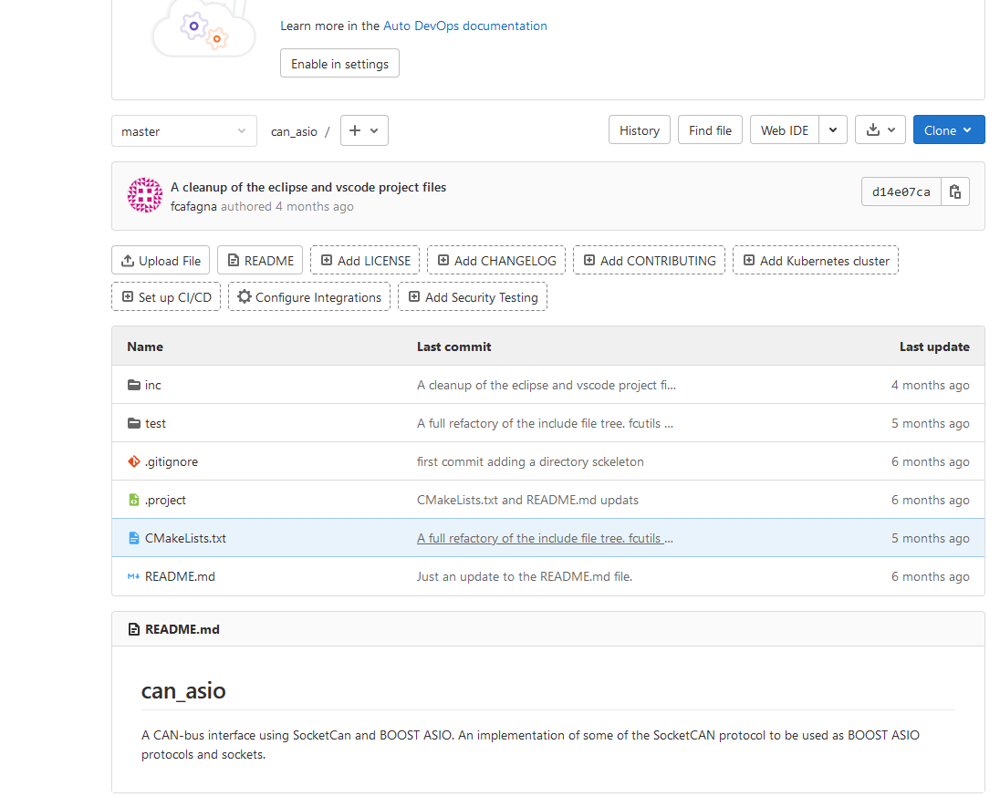 Learn more in the Auto DevOps documentation
Enable in settings
master can_asio / History Find file Web IDE Clone
A cleanup of the eclipse and vscode project files
fcafagna authored 4 months ago d14e07ca
Upload File README Add LICENSE Add CHANGELOG Add CONTRIBUTING Add Kubernetes cluster
Set up CI/CD Configure Integrations Add Security Testing
Name Last commit Last update
inc A cleanup of the eclipse and vscode project fi... 4 months ago
test A full refactory of the include file tree. fcutils ... 5 months ago
.gitignore first commit adding a directory sckeleton 6 months ago
.project CMakeLists.txt and README.md updats 6 months ago
CMakeLists.txt A full refactory of the include file tree. fcutils ... 5 months ago
README.md Just an update to the README.md file. 6 months ago
README.md
can_asio
A CAN-bus interface using SocketCan and BOOST ASIO. An implementation of some of the SocketCAN protocol to be used as BOOST ASIO
protocols and sockets.